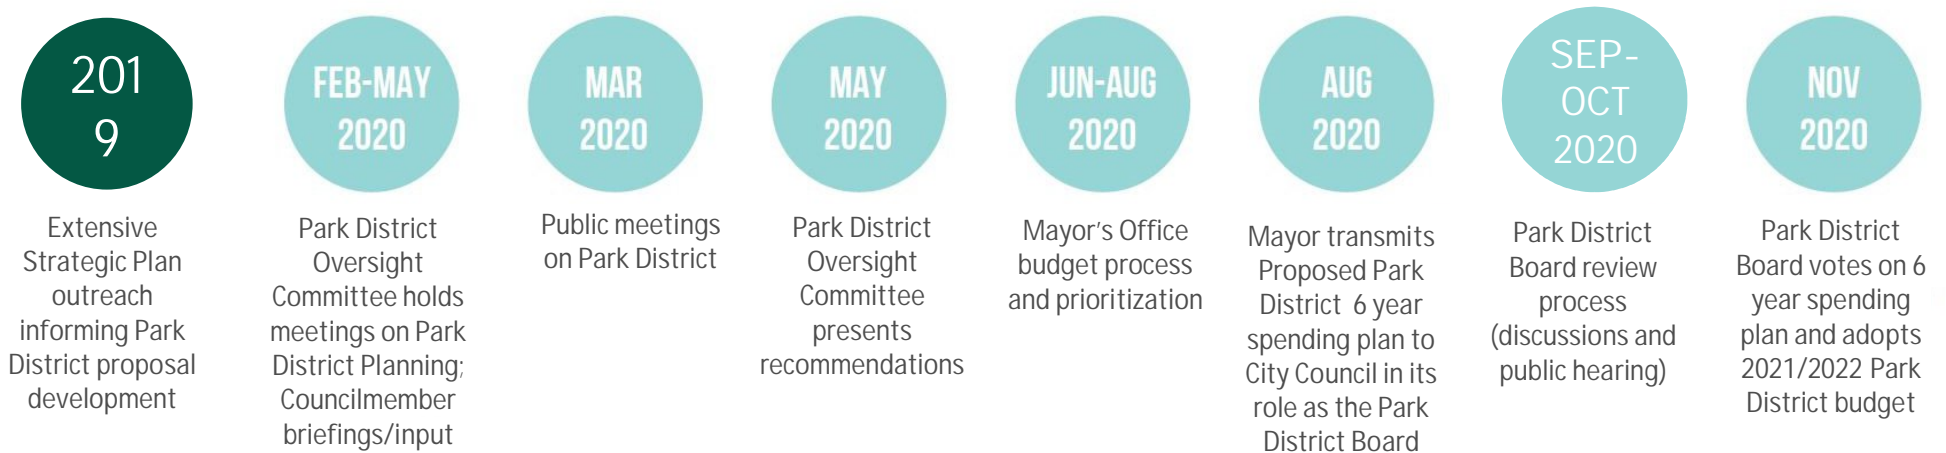 201
9
Extensive
Strategic Plan
outreach
informing Park
District proposal
development
FEB-MAY
2020
Park District
Oversight
Committee holds
meetings on Park
District Planning;
Councilmember
briefings/input
MAR
2020
Public meetings
on Park District
MAY
2020
Park District
Oversight
Committee
presents
recommendations
JUN-AUG
2020
Mayor's Office
budget process
and prioritization
AUG
2020
Mayor transmits
Proposed Park
District 6 year
spending plan to
City Council in its
role as the Park
District Board
SEP-
OCT
2020
Park District
Board review
process
(discussions and
public hearing)
NOV
2020
Park District
Board votes on 6
year spending
plan and adopts
2021/2022 Park
District budget